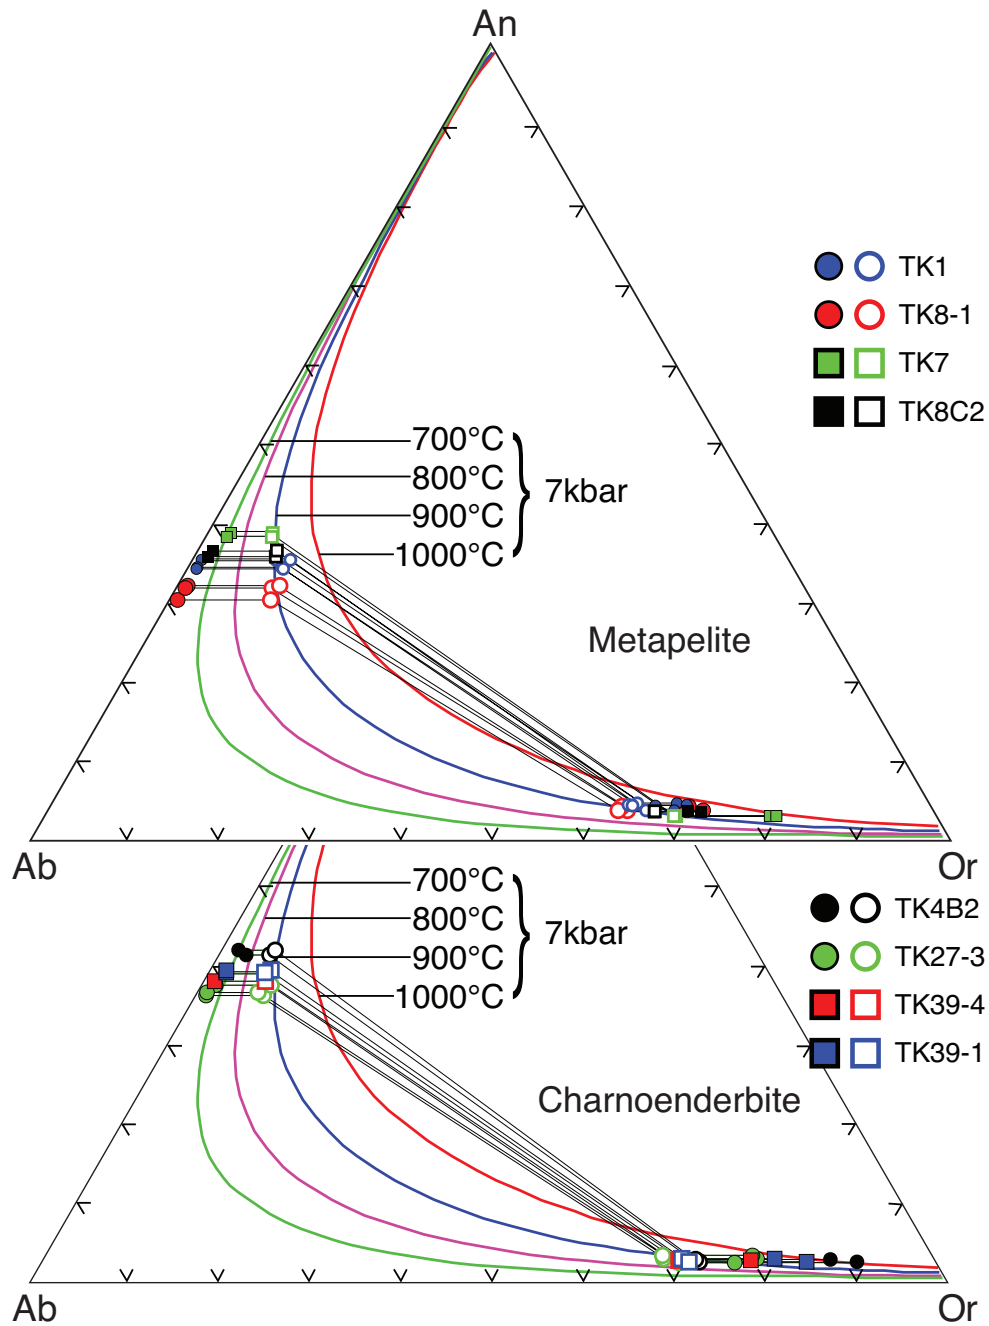 An
TK1
TK8-1
TK7
TK8C2
700°C
800°C
7kbar
900°C
1000°C
Metapelite
Ab
Or
700°C
800°C
7kbar
900°C
1000°C
TK4B2
TK27-3
TK39-4
TK39-1
Charnoenderbite
Ab
Or